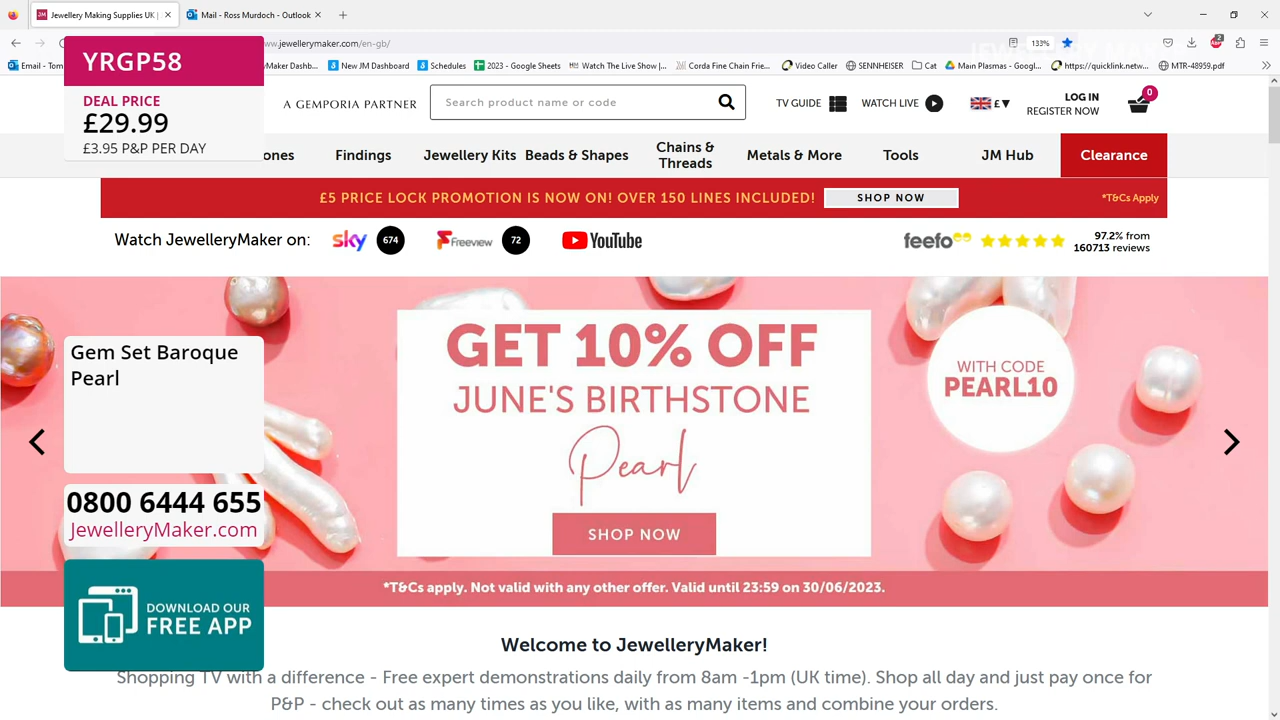 Jewellery Making Supplies UK |
Mail - Ross Murdoch - Outlook
ww.jewellerymaker.com/en-gb/
133%
2
Email - Tom
Maker Dashb...
New JM Dashboard
Schedules
2023 - Google Sheets
Watch The Live Show |...
Corda Fine Chain Frie...
Video Caller
SENNHEISER
Cat
Main Plasmas - Googl...
https://quicklink.netw...
MTR-48959.pdf
YRGP58
DEAL PRICE
£29.99
£3.95 P&P PER DAY
A GEMPORIA PARTNER
Search product name or code
TV GUIDE
WATCH LIVE
£
LOG IN
REGISTER NOW
0
ones
Findings
Jewellery Kits
Beads & Shapes
Chains &
Threads
Metals & More
Tools
JM Hub
Clearance
£5 PRICE LOCK PROMOTION IS NOW ON! OVER 150 LINES INCLUDED!
SHOP NOW
*T&Cs Apply
Watch JewelleryMaker on:
sky
674
Freeview
72
YouTube
feefo
97.2% from
160713 reviews
GET 10% OFF
JUNE'S BIRTHSTONE
Pearl
SHOP NOW
WITH CODE
PEARL10
Gem Set Baroque
Pearl
0800 6444 655
JewelleryMaker.com
DOWNLOAD OUR
FREE APP
*T&Cs apply. Not valid with any other offer. Valid until 23:59 on 30/06/2023.
Welcome to JewelleryMaker!
Shopping TV with a difference - Free expert demonstrations daily from 8am -1pm (UK time). Shop all day and just pay once for
P&P - check out as many times as you like, with as many items and combine your orders.